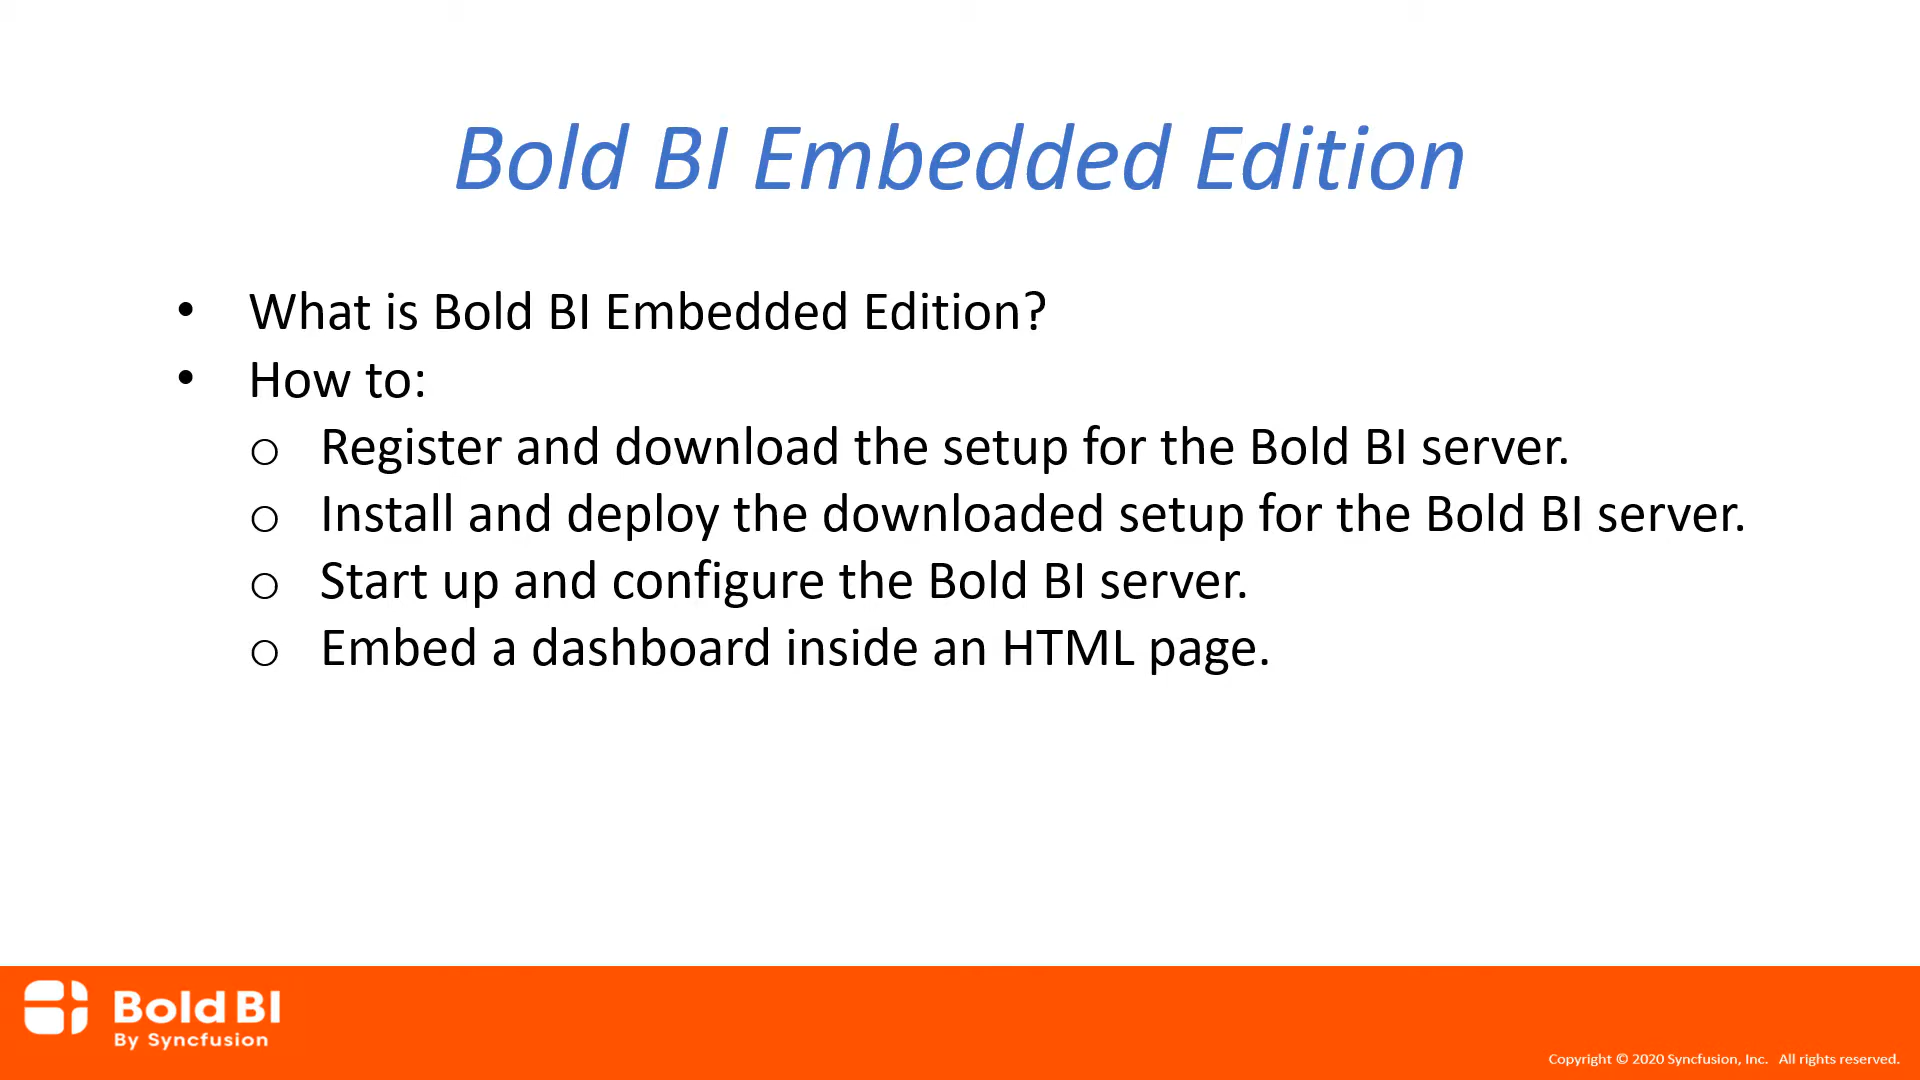 Bold BI Embedded Edition
• What is Bold BI Embedded Edition?
• How to:
o Register and download the setup for the Bold BI server.
o Install and deploy the downloaded setup for the Bold BI server.
o Start up and configure the Bold BI server.
o Embed a dashboard inside an HTML page.
Bold BI
By Syncfusion
Copyright © 2020 Syncfusion, Inc. All rights reserved.